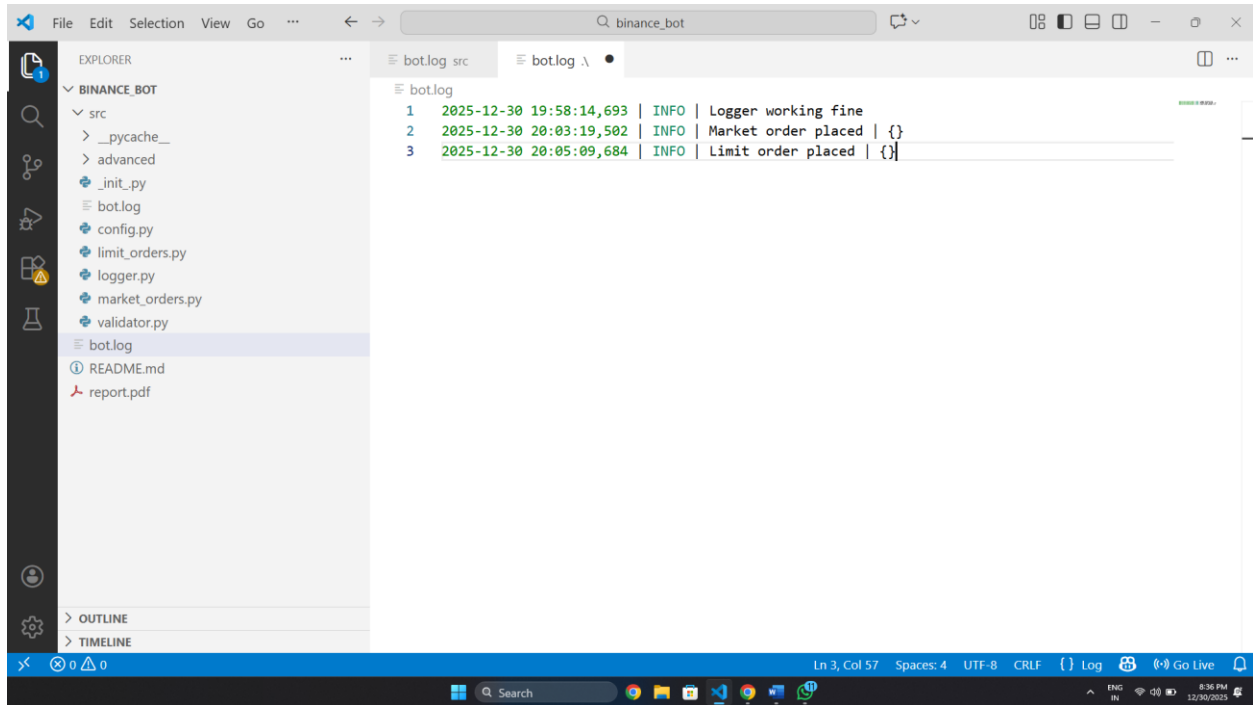 File Edit Selection View Go ··· binance_bot
EXPLORER ··· bot.log src bot.log .\ ● ···
BINANCE_BOT
src
__pycache__
advanced
_init_.py
bot.log
config.py
limit_orders.py
logger.py
market_orders.py
validator.py
bot.log
README.md
report.pdf
OUTLINE
TIMELINE
bot.log
1 2025-12-30 19:58:14,693 | INFO | Logger working fine
2 2025-12-30 20:03:19,502 | INFO | Market order placed | {}
3 2025-12-30 20:05:09,684 | INFO | Limit order placed | {}
0 0 Ln 3, Col 57 Spaces: 4 UTF-8 CRLF { } Log Go Live
Search ENG 8:36 PM
IN 12/30/2025